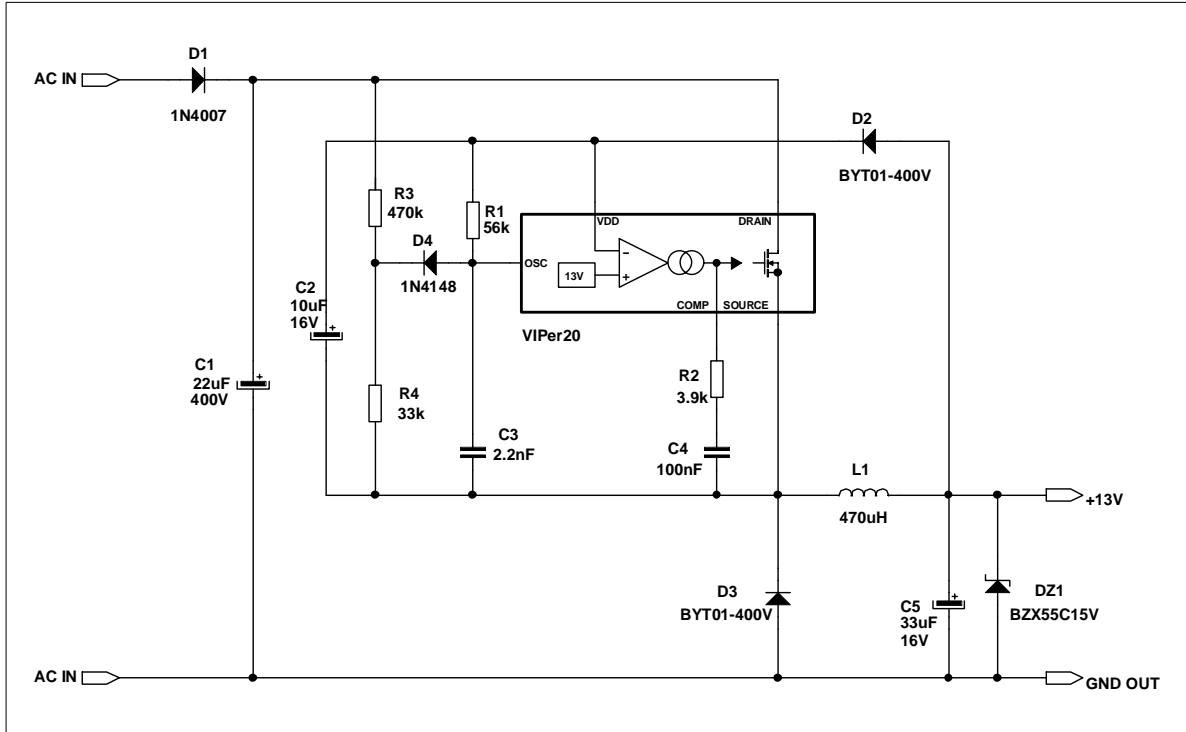 D1
AC IN
1N4007
D2
BYT01-400V
R3
470k
R1
56k
VDD
DRAIN
D4
OSC
1N4148
13V
-
+
COMP
SOURCE
VIPer20
C2
10uF
16V
+
C1
22uF
400V
+
R4
33k
R2
3.9k
C3
2.2nF
C4
100nF
L1
470uH
+13V
D3
BYT01-400V
C5
33uF
16V
+
DZ1
BZX55C15V
AC IN
GND OUT